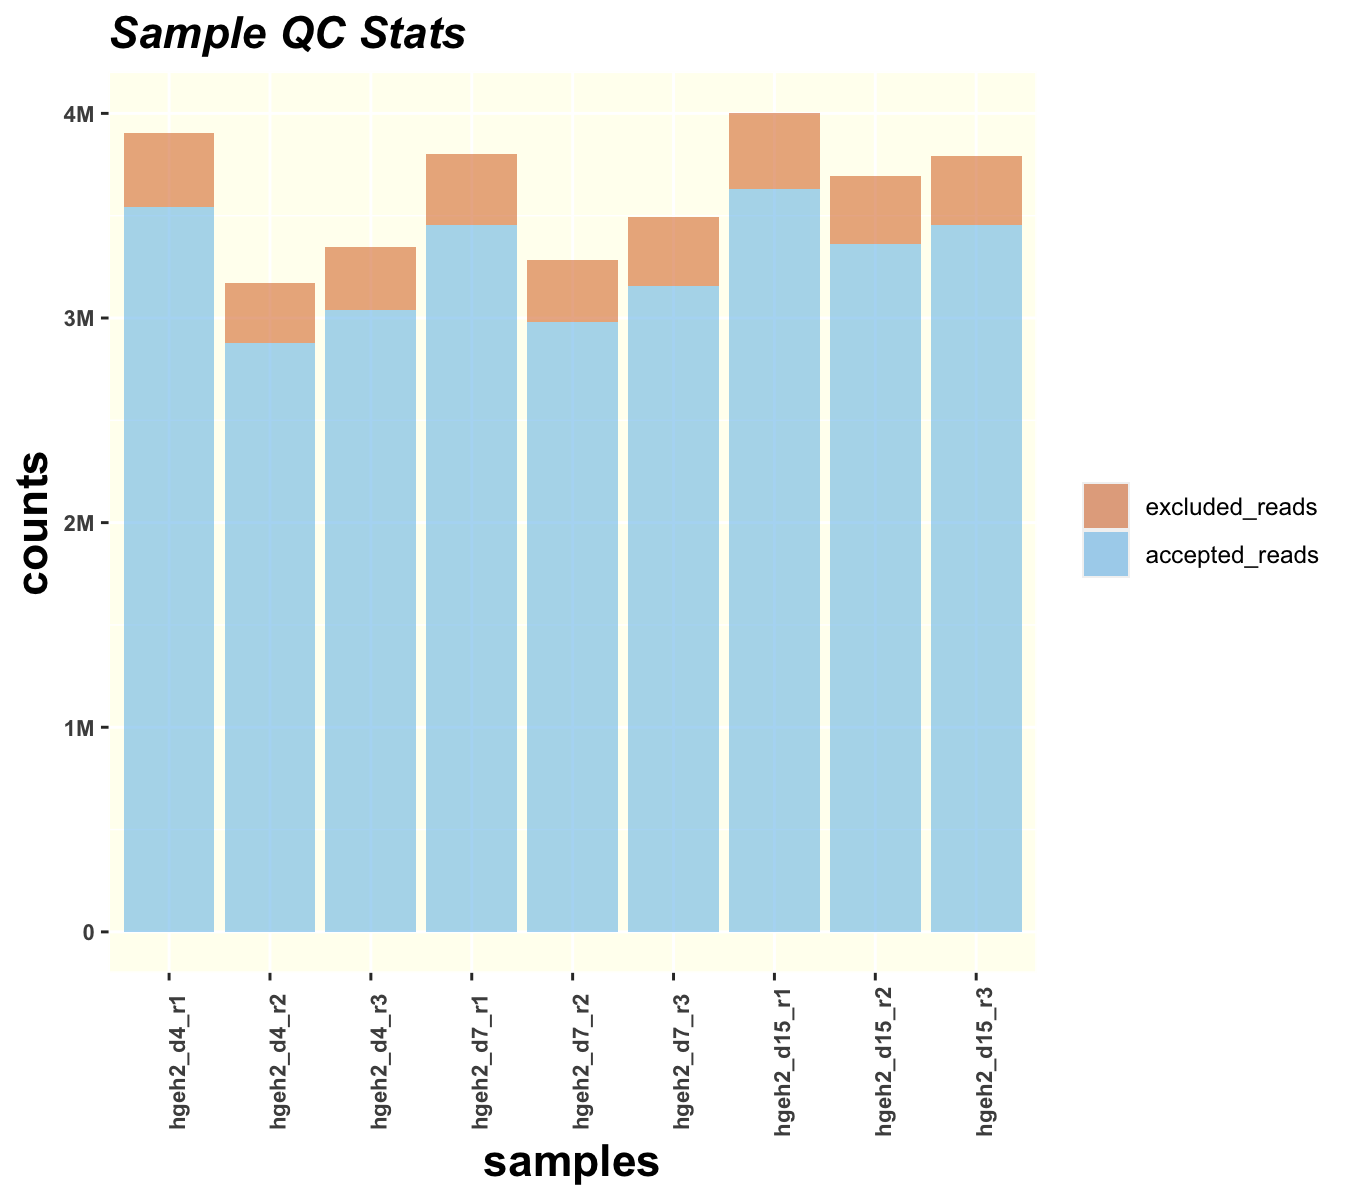 Sample QC Stats
counts
4M
3M
2M
1M
0
hgeh2_d4_r1
hgeh2_d4_r2
hgeh2_d4_r3
hgeh2_d7_r1
hgeh2_d7_r2
hgeh2_d7_r3
hgeh2_d15_r1
hgeh2_d15_r2
hgeh2_d15_r3
samples
excluded_reads
accepted_reads